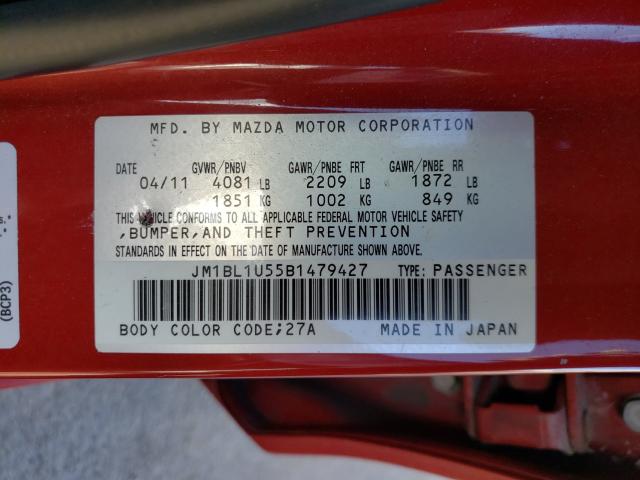 MFD. BY MAZDA MOTOR CORPORATION
DATE GVWR/PNBV GAWR/PNBE FRT GAWR/PNBE RR
04/11 4081 LB 2209 LB 1872 LB
1851 KG 1002 KG 849 KG
THIS VEHICLE CONFORMS TO ALL APPLICABLE FEDERAL MOTOR VEHICLE SAFETY
,BUMPER,AND THEFT PREVENTION
STANDARDS IN EFFECT ON THE DATE OF MANUFACTURE SHOWN ABOVE.
JM1BL1U55B1479427 TYPE: PASSENGER
BODY COLOR CODE;27A MADE IN JAPAN
(BCP3)